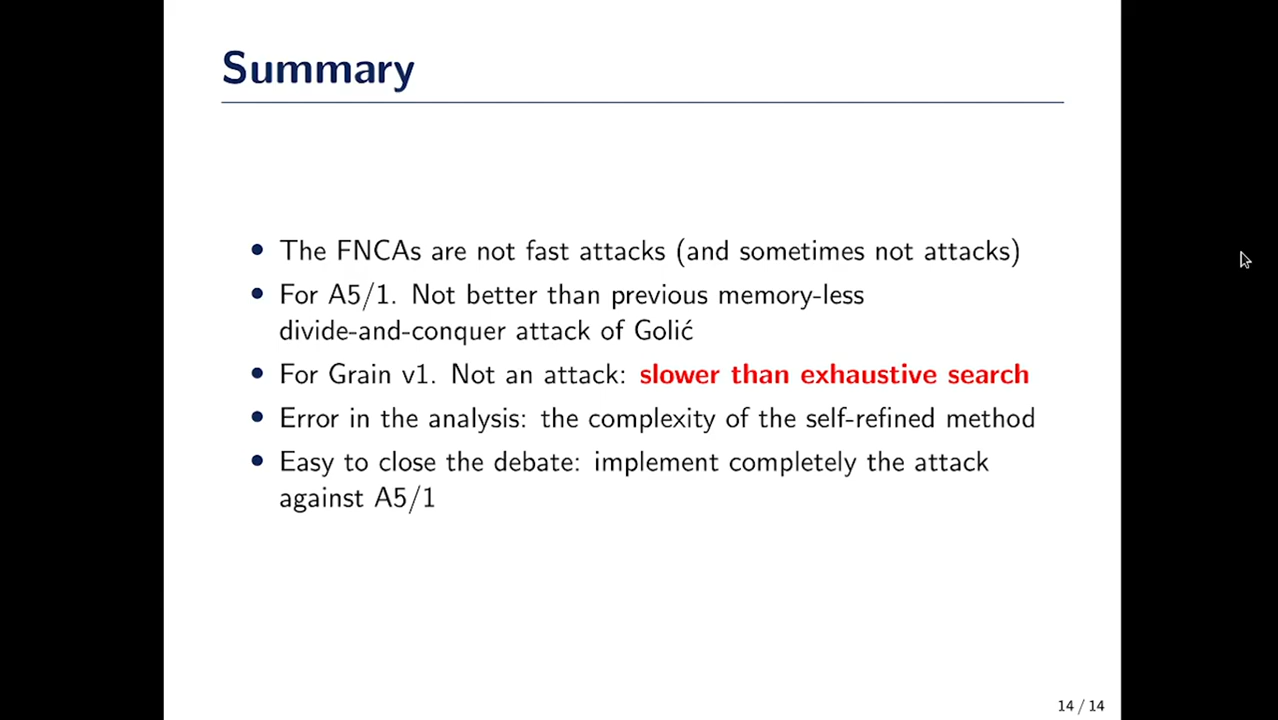 Summary
• The FNCAs are not fast attacks (and sometimes not attacks)
• For A5/1. Not better than previous memory-less
divide-and-conquer attack of Golić
• For Grain v1. Not an attack: slower than exhaustive search
• Error in the analysis: the complexity of the self-refined method
• Easy to close the debate: implement completely the attack
against A5/1
14 / 14